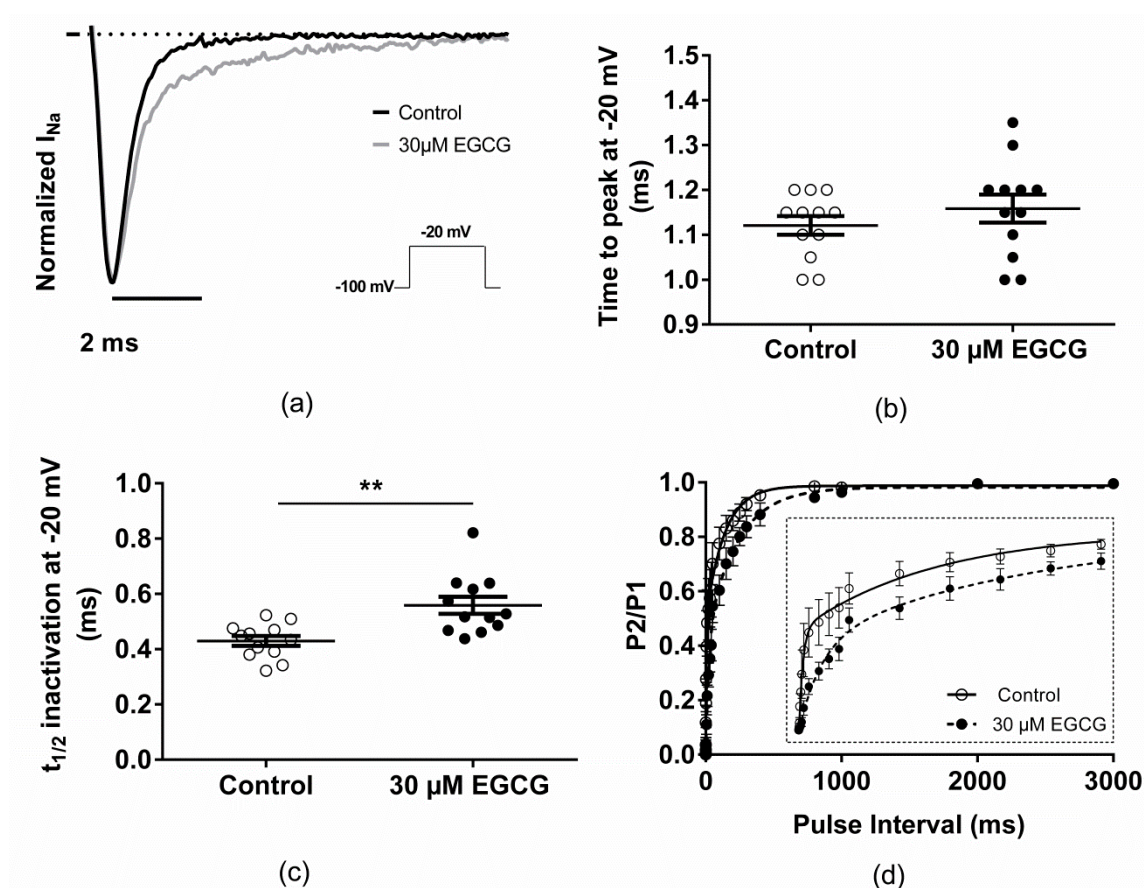 Normalized INa
Control
30µM EGCG
-20 mV
-100 mV
2 ms
(a)
Time to peak at -20 mV
(ms)
1.5
1.4
1.3
1.2
1.1
1.0
0.9
Control
30 µM EGCG
(b)
t1/2 inactivation at -20 mV
(ms)
1.0
0.8
0.6
0.4
0.2
0.0
**
Control
30 µM EGCG
(c)
P2/P1
1.0
0.8
0.6
0.4
0.2
0.0
Control
30 µM EGCG
0
1000
2000
3000
Pulse Interval (ms)
(d)